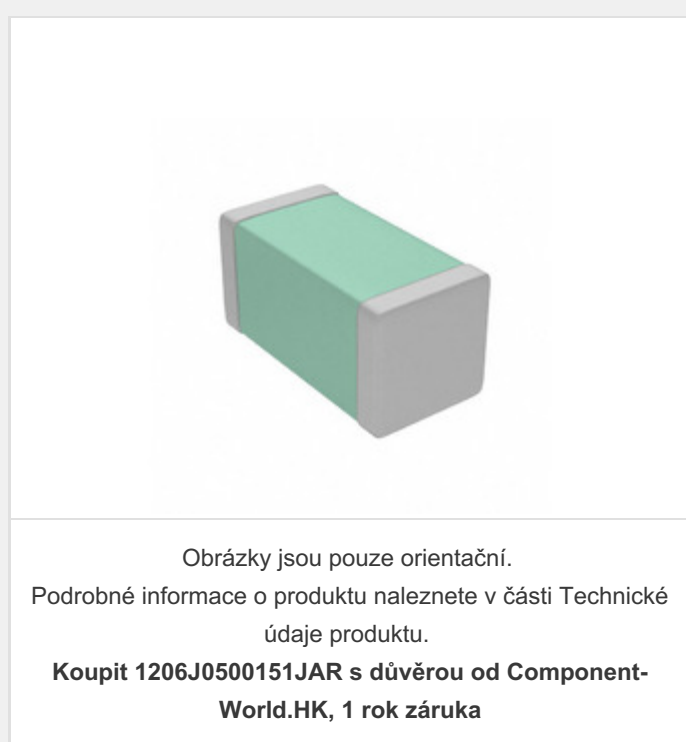 Obrázky jsou pouze orientační.
Podrobné informace o produktu naleznete v části Technické
údaje produktu.
Koupit 1206J0500151JAR s důvěrou od Component-
World.HK, 1 rok záruka